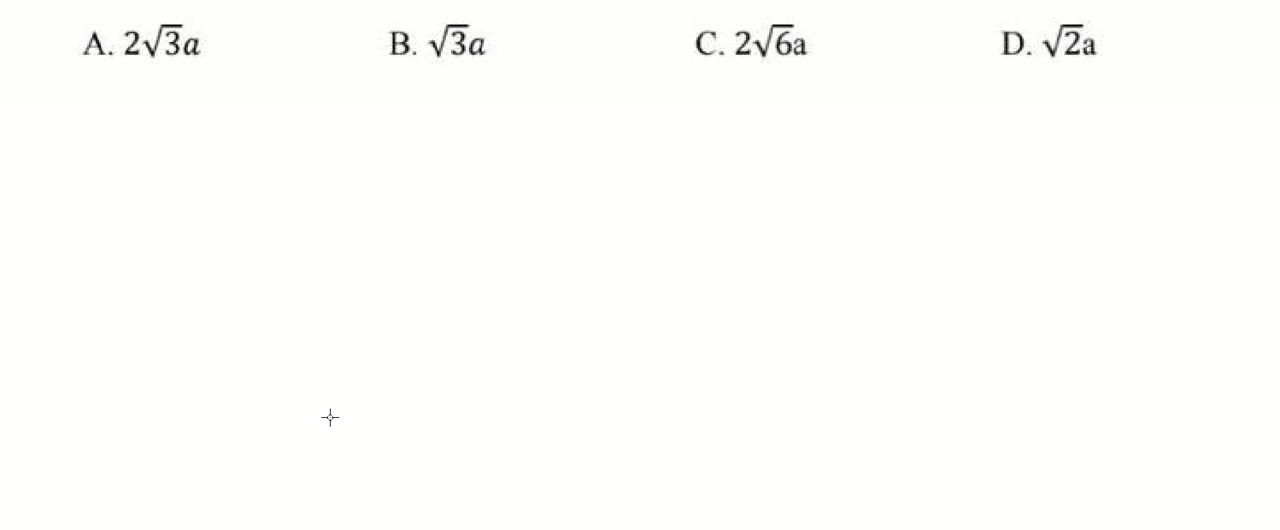 A. 2√3a B. √3a C. 2√6a D. √2a